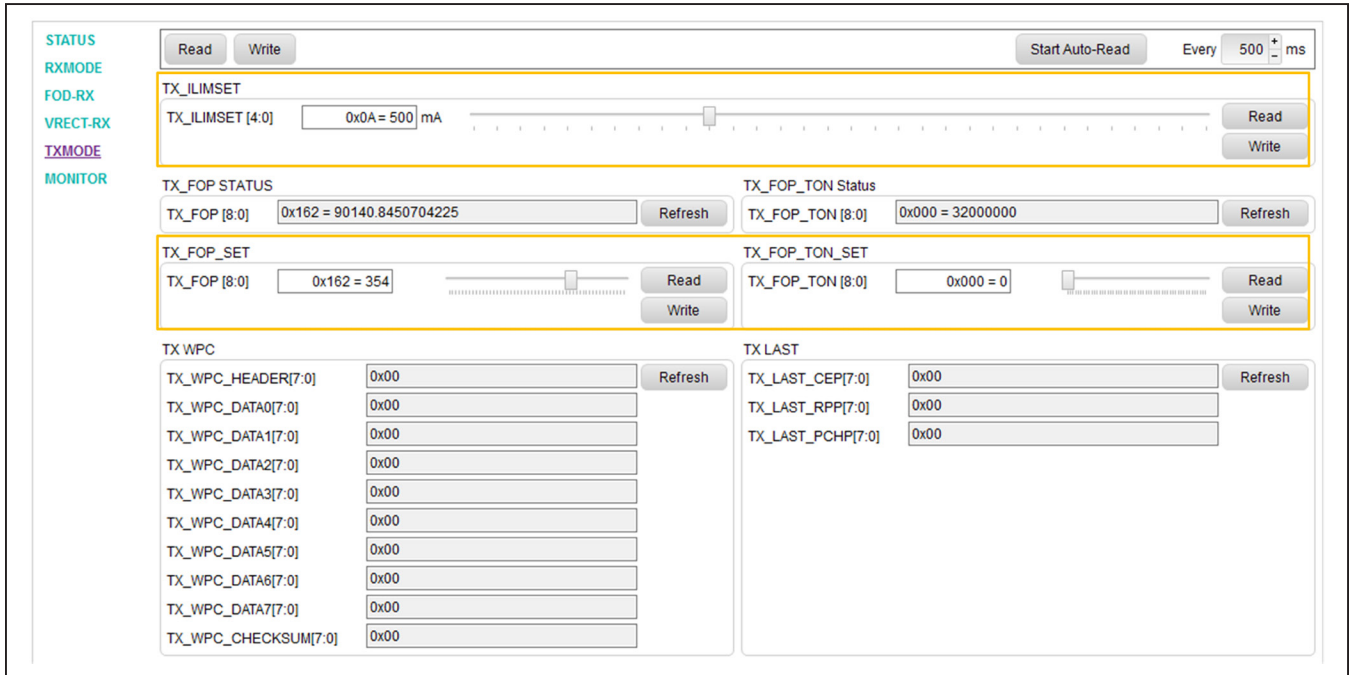 STATUS
RXMODE
FOD-RX
VRECT-RX
TXMODE
MONITOR
Read Write Start Auto-Read Every 500 + - ms
TX_ILIMSET
TX_ILIMSET [4:0] 0x0A = 500 mA Read
Write
TX_FOP STATUS
TX_FOP [8:0] 0x162 = 90140.8450704225 Refresh
TX_FOP_TON Status
TX_FOP_TON [8:0] 0x000 = 32000000 Refresh
TX_FOP_SET
TX_FOP [8:0] 0x162 = 354 Read
Write
TX_FOP_TON_SET
TX_FOP_TON [8:0] 0x000 = 0 Read
Write
TX WPC
TX_WPC_HEADER[7:0] 0x00 Refresh
TX_WPC_DATA0[7:0] 0x00
TX_WPC_DATA1[7:0] 0x00
TX_WPC_DATA2[7:0] 0x00
TX_WPC_DATA3[7:0] 0x00
TX_WPC_DATA4[7:0] 0x00
TX_WPC_DATA5[7:0] 0x00
TX_WPC_DATA6[7:0] 0x00
TX_WPC_DATA7[7:0] 0x00
TX_WPC_CHECKSUM[7:0] 0x00
TX LAST
TX_LAST_CEP[7:0] 0x00 Refresh
TX_LAST_RPP[7:0] 0x00
TX_LAST_PCHP[7:0] 0x00